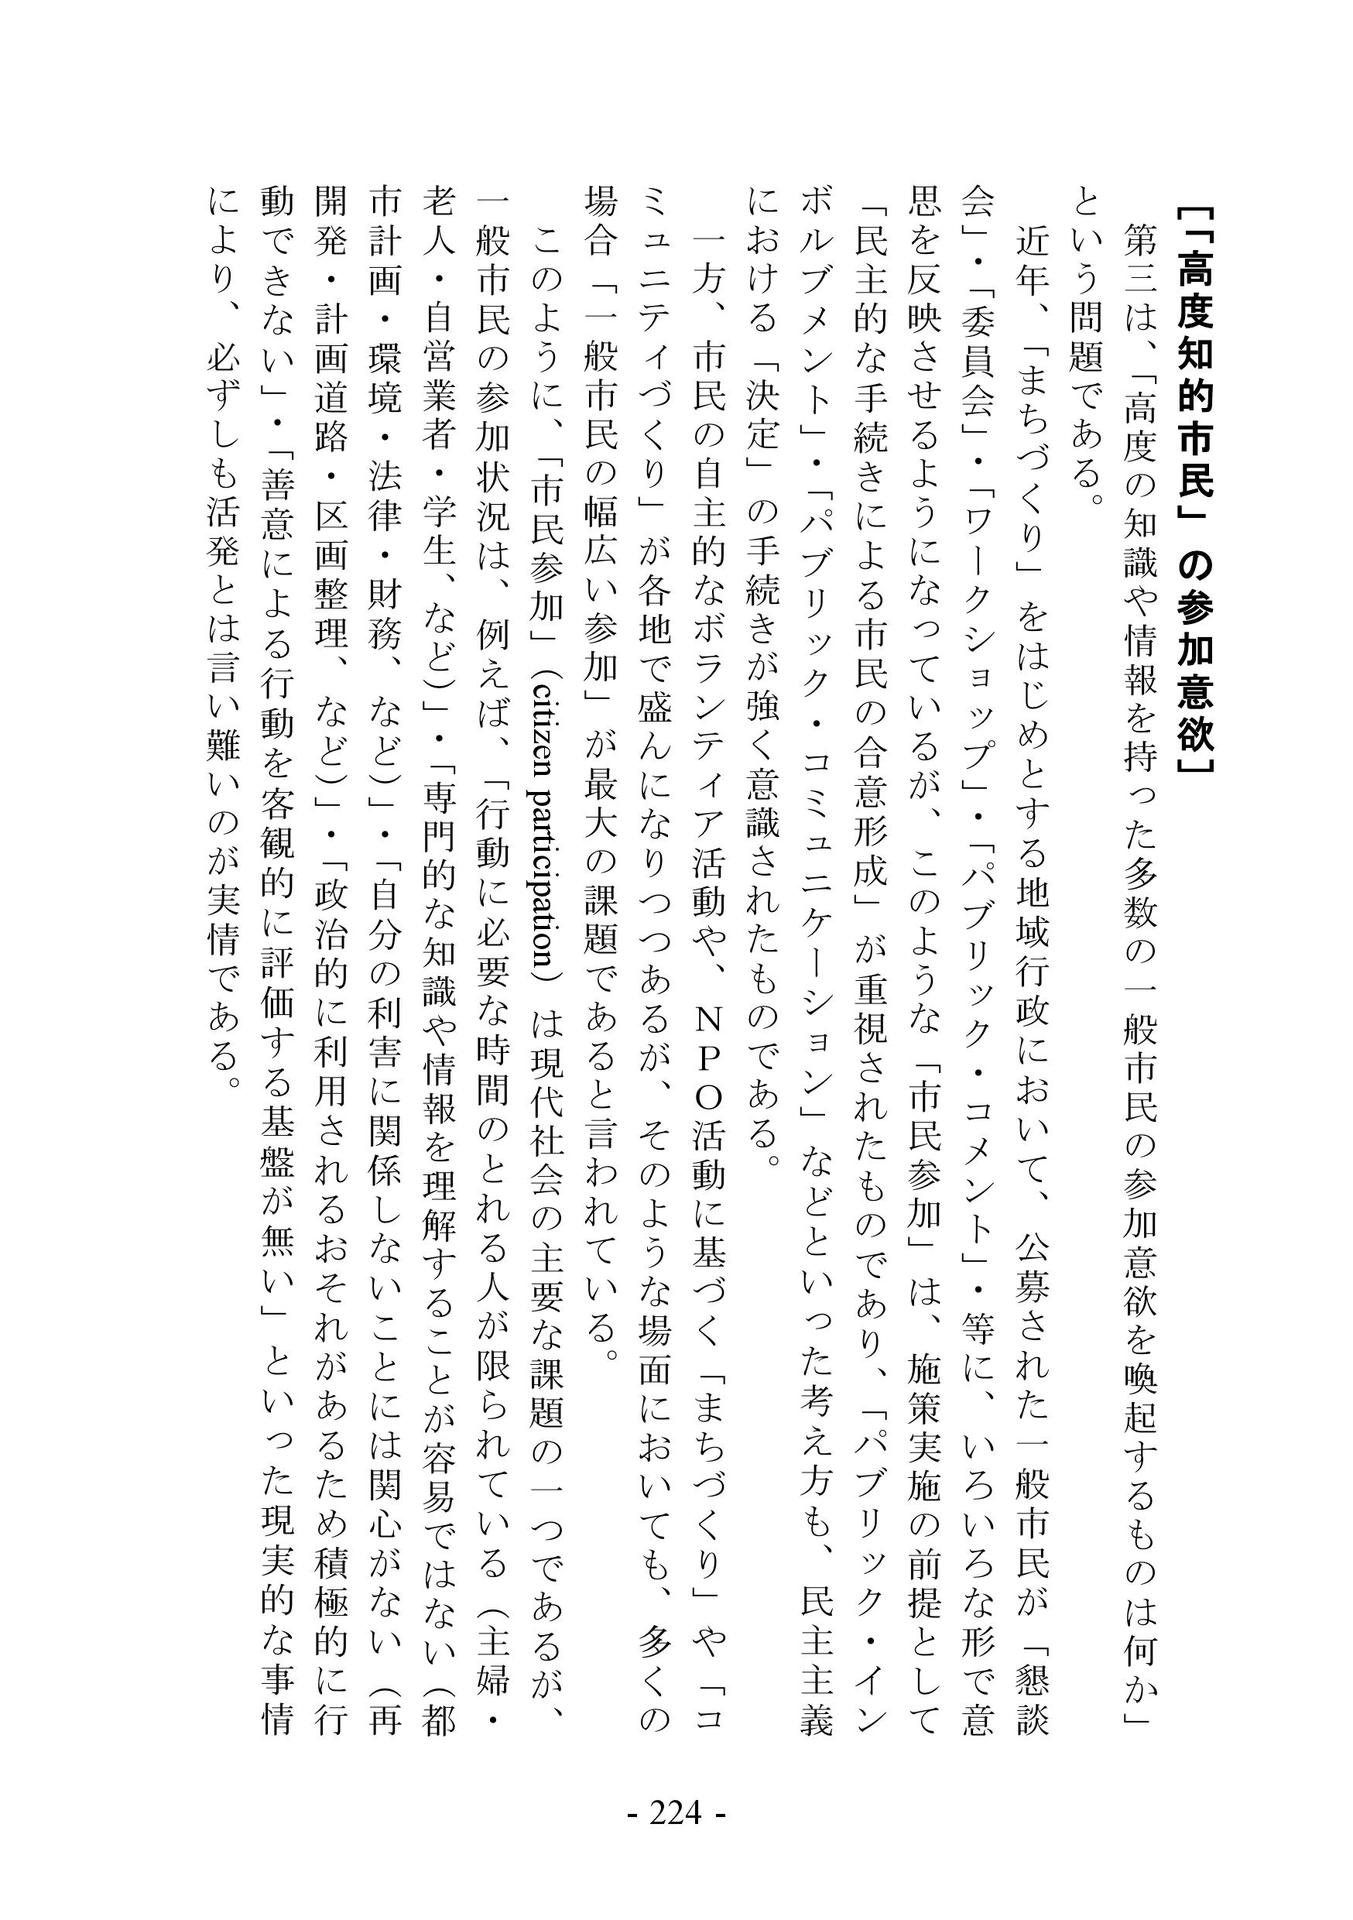 [「高度知的市民」の参加意欲]
　第三は、「高度の知識や情報を持った多数の一般市民の参加意欲を喚起するものは何か」
という問題である。
　近年、「まちづくり」をはじめとする地域行政において、公募された一般市民が「懇談
会」・「委員会」・「ワークショップ」・「パブリック・コメント」・等に、いろいろな形で意
思を反映させるようになっているが、このような「市民参加」は、施策実施の前提として
「民主的な手続きによる市民の合意形成」が重視されたものであり、「パブリック・イン
ボルブメント」・「パブリック・コミュニケーション」などといった考え方も、民主主義
における「決定」の手続きが強く意識されたものである。
　一方、市民の自主的なボランティア活動や、ＮＰＯ活動に基づく「まちづくり」や「コ
ミュニティづくり」が各地で盛んになりつつあるが、そのような場面においても、多くの
場合「一般市民の幅広い参加」が最大の課題であると言われている。
　このように、「市民参加」（citizen participation）は現代社会の主要な課題の一つであるが、
一般市民の参加状況は、例えば、「行動に必要な時間のとれる人が限られている（主婦・
老人・自営業者・学生、など）」・「専門的な知識や情報を理解することが容易ではない（都
市計画・環境・法律・財務、など）」・「自分の利害に関係しないことには関心がない（再
開発・計画道路・区画整理、など）」・「政治的に利用されるおそれがあるため積極的に行
動できない」・「善意による行動を客観的に評価する基盤が無い」といった現実的な事情
により、必ずしも活発とは言い難いのが実情である。
- 224 -